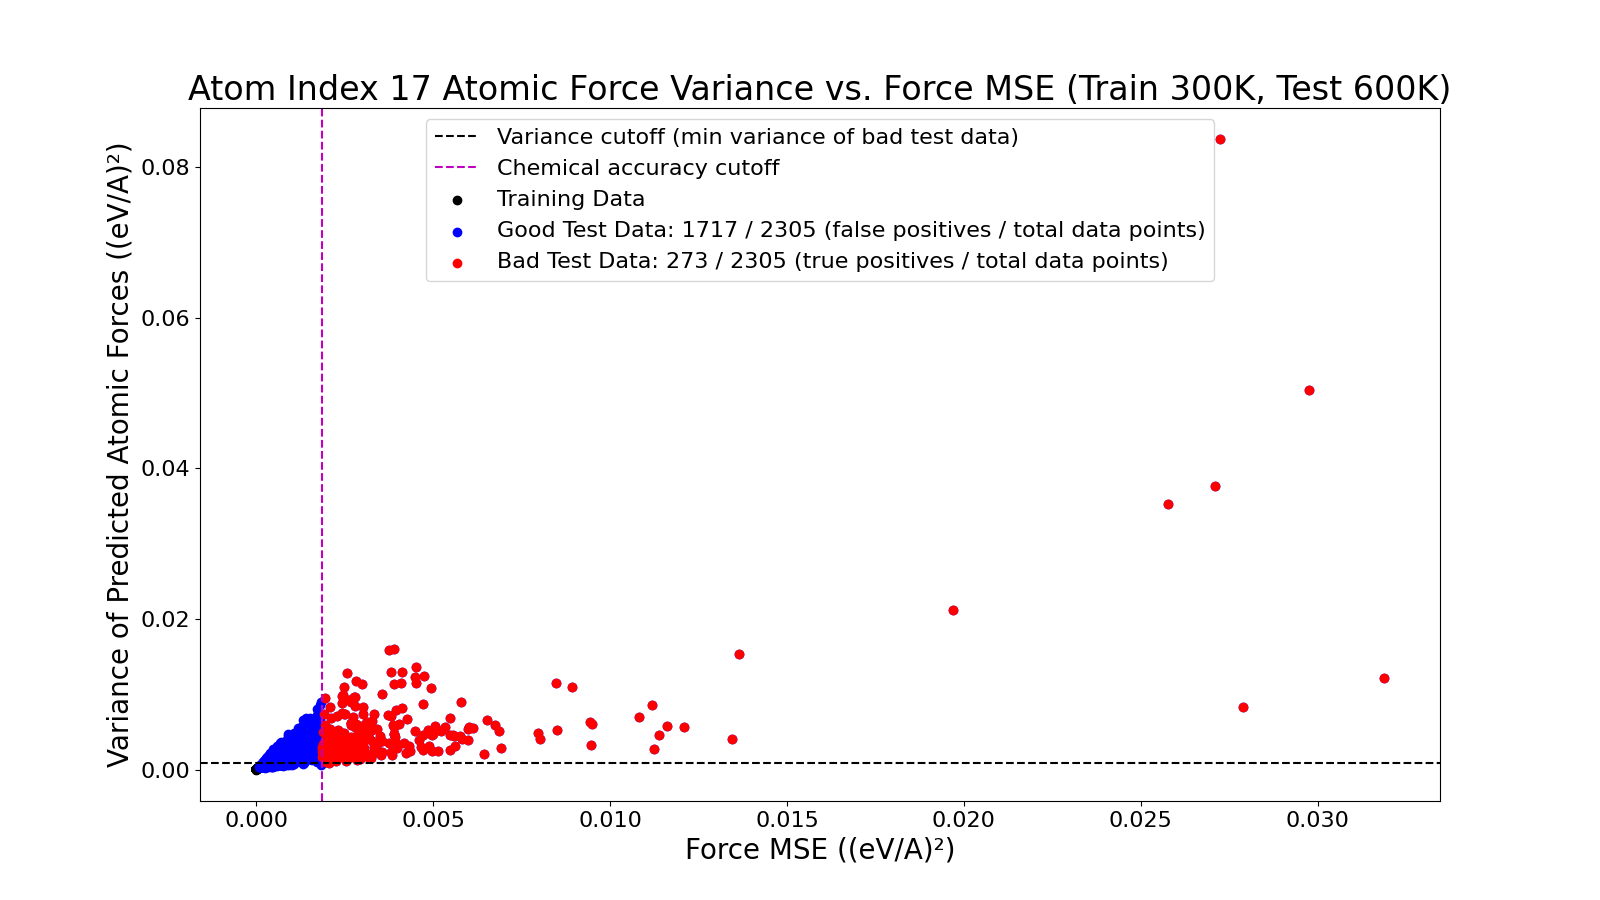 Atom Index 17 Atomic Force Variance vs. Force MSE (Train 300K, Test 600K)
Variance cutoff (min variance of bad test data)
Chemical accuracy cutoff
Training Data
Good Test Data: 1717 / 2305 (false positives / total data points)
Bad Test Data: 273 / 2305 (true positives / total data points)
Variance of Predicted Atomic Forces ((eV/A)²)
0.08
0.06
0.04
0.02
0.00
0.000 0.005 0.010 0.015 0.020 0.025 0.030
Force MSE ((eV/A)²)